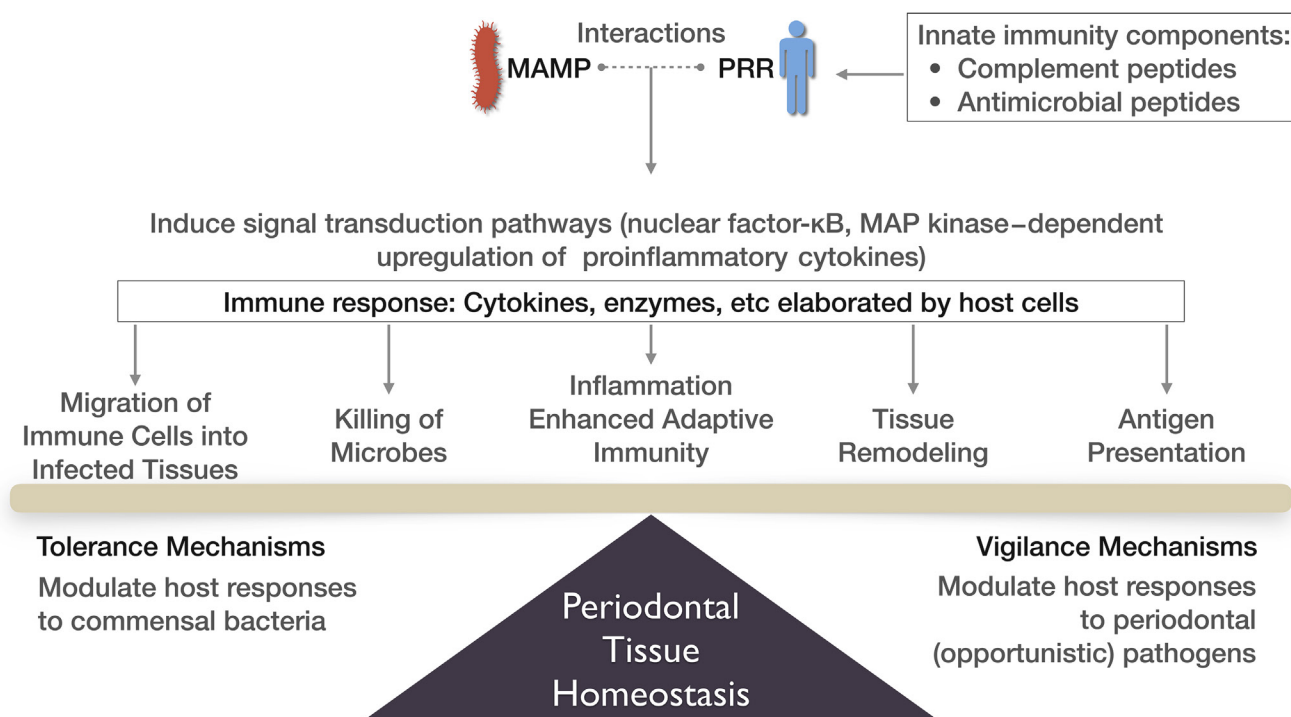 Interactions
MAMP
PRR
Innate immunity components:
• Complement peptides
• Antimicrobial peptides
Induce signal transduction pathways (nuclear factor-κB, MAP kinase–dependent
upregulation of proinflammatory cytokines)
Immune response: Cytokines, enzymes, etc elaborated by host cells
Migration of
Immune Cells into
Infected Tissues
Killing of
Microbes
Inflammation
Enhanced Adaptive
Immunity
Tissue
Remodeling
Antigen
Presentation
Tolerance Mechanisms
Modulate host responses
to commensal bacteria
Periodontal
Tissue
Homeostasis
Vigilance Mechanisms
Modulate host responses
to periodontal
(opportunistic) pathogens